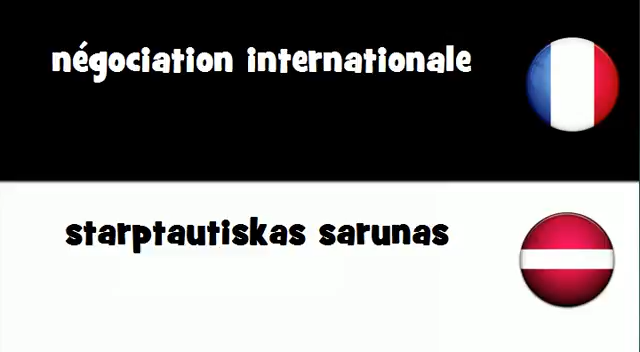 négociation internationale
starptautiskas sarunas